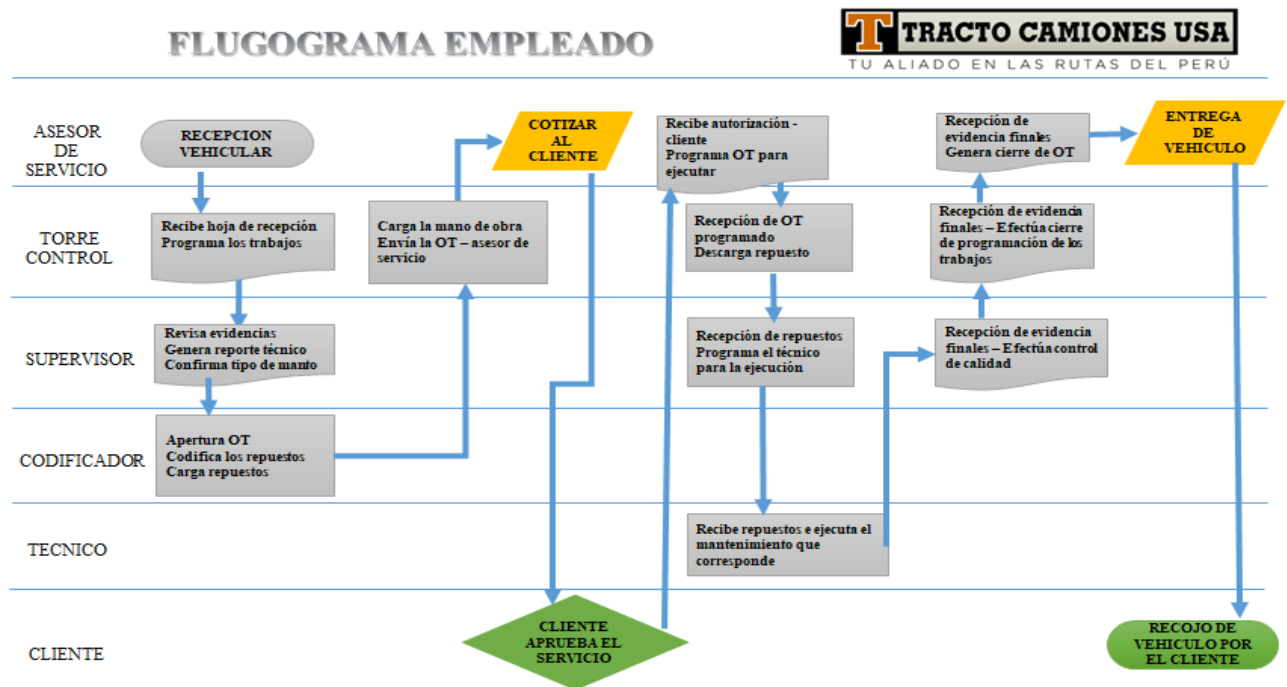 FLUGOGRAMA EMPLEADO
T TRACTO CAMIONES USA
TU ALIADO EN LAS RUTAS DEL PERÚ
ASESOR
DE
SERVICIO
RECEPCION
VEHICULAR
COTIZAR
AL
CLIENTE
Recibe autorización -
cliente
Programa OT para
ejecutar
Recepción de
evidencia finales
Genera cierre de OT
ENTREGA
DE
VEHICULO
TORRE
CONTROL
Recibe hoja de recepción
Programa los trabajos
Carga la mano de obra
Envía la OT – asesor de
servicio
Recepción de OT
programado
Descarga repuesto
Recepción de evidencia
finales – Efectúa cierre
de programación de los
trabajos
SUPERVISOR
Revisa evidencias
Genera reporte técnico
Confirma tipo de manto
Recepción de repuestos
Programa el técnico
para la ejecución
Recepción de evidencia
finales – Efectúa control
de calidad
CODIFICADOR
Apertura OT
Codifica los repuestos
Carga repuestos
TECNICO
Recibe repuestos e ejecuta el
mantenimiento que
corresponde
CLIENTE
CLIENTE
APRUEBA EL
SERVICIO
RECOJO DE
VEHICULO POR
EL CLIENTE